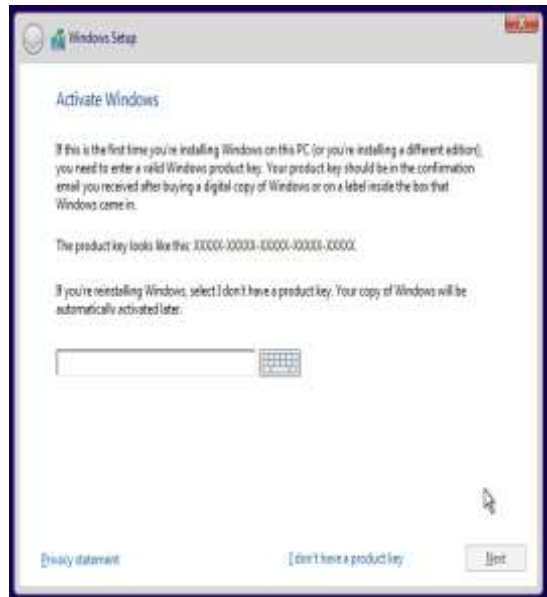 Windows Setup
Activate Windows
If this is the first time you're installing Windows on this PC (or you're installing a different edition),
you need to enter a valid Windows product key. Your product key should be in the confirmation
email you received after buying a digital copy of Windows or on a label inside the box that
Windows came in.
The product key looks like this: XXXXX-XXXXX-XXXXX-XXXXX-XXXXX
If you're reinstalling Windows, select I don't have a product key. Your copy of Windows will be
automatically activated later.
Privacy statement
I don't have a product key
Next